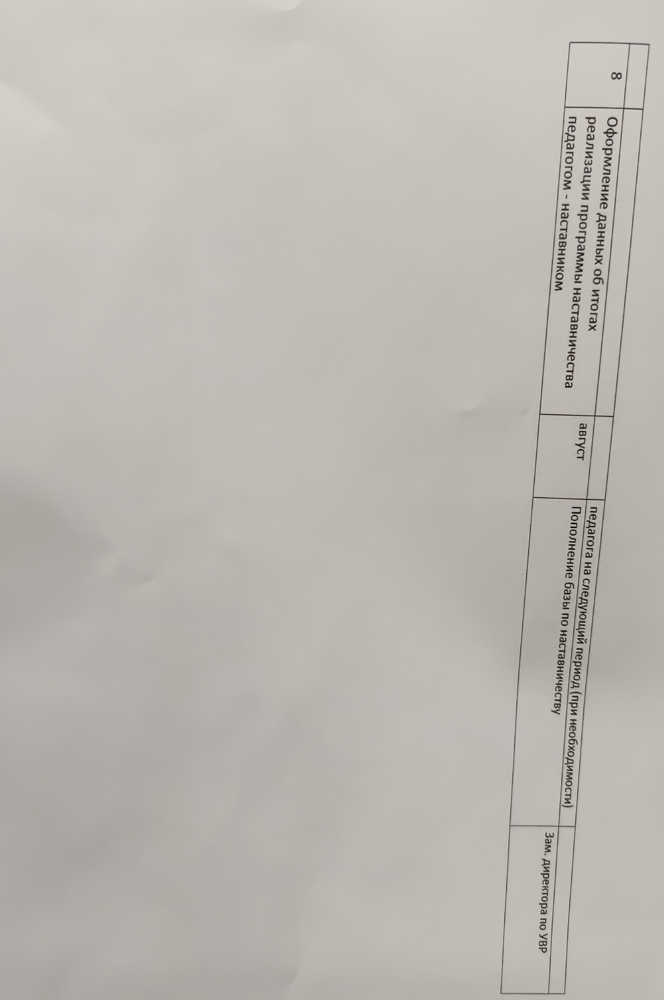 педагога на следующий период (при необходимости)
8
Оформление данных об итогах
реализации программы наставничества
педагогом - наставником
август
Пополнение базы по наставничеству
Зам. директора по УВР